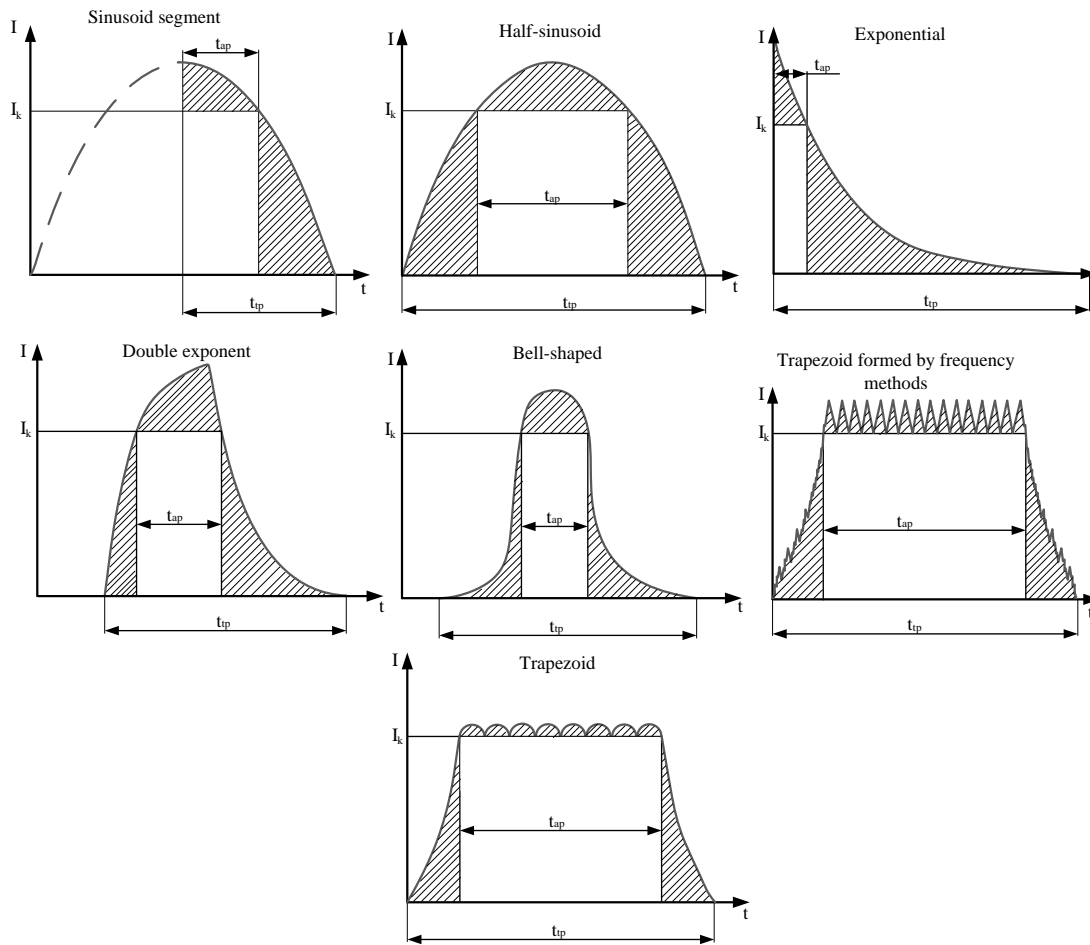 Sinusoid segment
I
t_ap
I_k
t
t_tp
Half-sinusoid
I
I_k
t_ap
t
t_tp
Exponential
I
t_ap
I_k
t
t_tp
Double exponent
I
I_k
t_ap
t
t_tp
Bell-shaped
I
I_k
t_ap
t
t_tp
Trapezoid formed by frequency
methods
I
I_k
t_ap
t
t_tp
Trapezoid
I
I_k
t_ap
t
t_tp